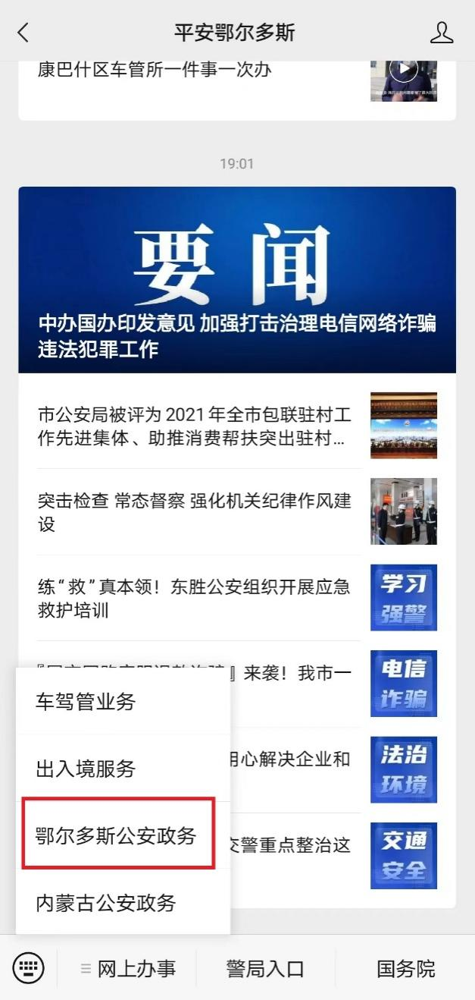 平安鄂尔多斯
康巴什区车管所一件事一次办
19:01
要闻
中办国办印发意见 加强打击治理电信网络诈骗
违法犯罪工作
市公安局被评为2021年全市包联驻村工
作先进集体、助推消费帮扶突出驻村...
突击检查 常态督察 强化机关纪律作风建
设
练“救”真本领！东胜公安组织开展应急
救护培训
学习
强警
来袭！我市一
电信
诈骗
用心解决企业和
法治
环境
交警重点整治这
交通
安全
车驾管业务
出入境服务
鄂尔多斯公安政务
内蒙古公安政务
网上办事
警局入口
国务院